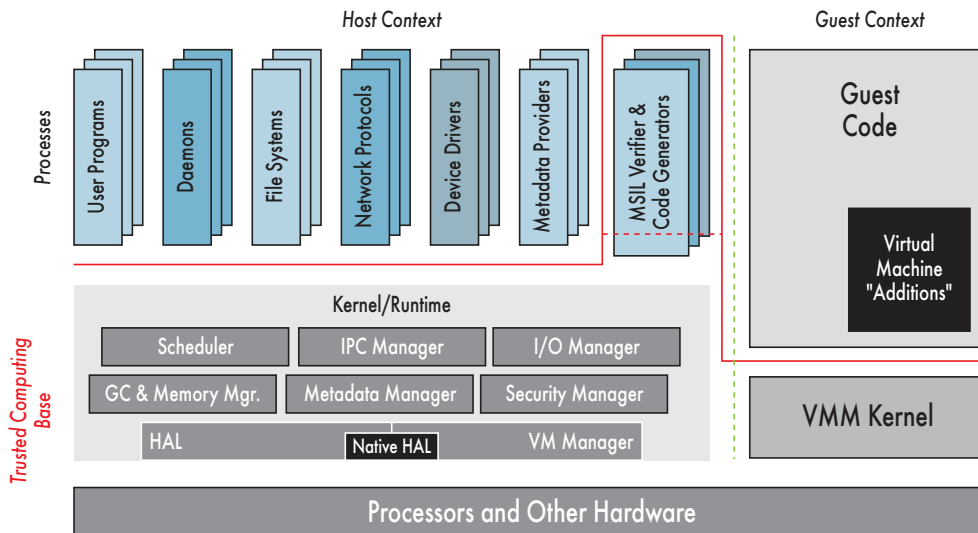 Host Context
Guest Context
Processes
User Programs
Daemons
File Systems
Network Protocols
Device Drivers
Metadata Providers
MSIL Verifier &
Code Generators
Guest
Code
Virtual
Machine
"Additions"
Trusted Computing
Base
Kernel/Runtime
Scheduler
IPC Manager
I/O Manager
GC & Memory Mgr.
Metadata Manager
Security Manager
HAL
Native HAL
VM Manager
VMM Kernel
Processors and Other Hardware